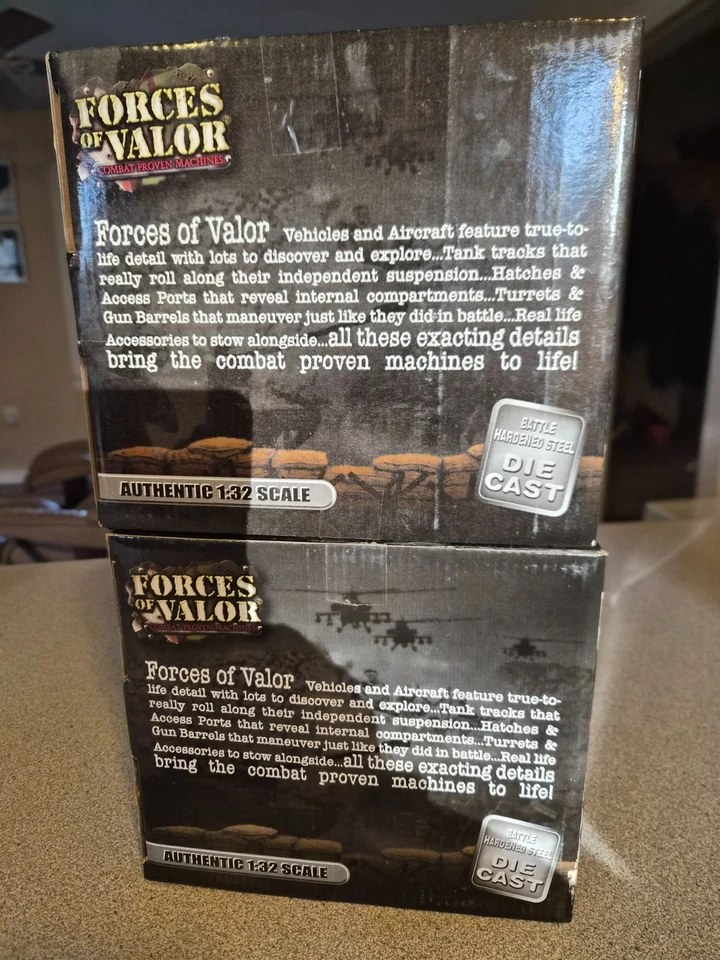 FORCES
OF VALOR
COMBAT PROVEN MACHINES
Forces of Valor Vehicles and Aircraft feature true-to-
life detail with lots to discover and explore...Tank tracks that
really roll along their independent suspension...Hatches &
Access Ports that reveal internal compartments...Turrets &
Gun Barrels that maneuver just like they did in battle...Real life
Accessories to stow alongside...all these exacting details
bring the combat proven machines to life!
BATTLE
HARDENED STEEL
DIE
CAST
AUTHENTIC 1:32 SCALE
FORCES
OF VALOR
COMBAT PROVEN MACHINES
Forces of Valor Vehicles and Aircraft feature true-to-
life detail with lots to discover and explore...Tank tracks that
really roll along their independent suspension...Hatches &
Access Ports that reveal internal compartments...Turrets &
Gun Barrels that maneuver just like they did in battle...Real life
Accessories to stow alongside...all these exacting details
bring the combat proven machines to life!
BATTLE
HARDENED STEEL
DIE
CAST
AUTHENTIC 1:32 SCALE